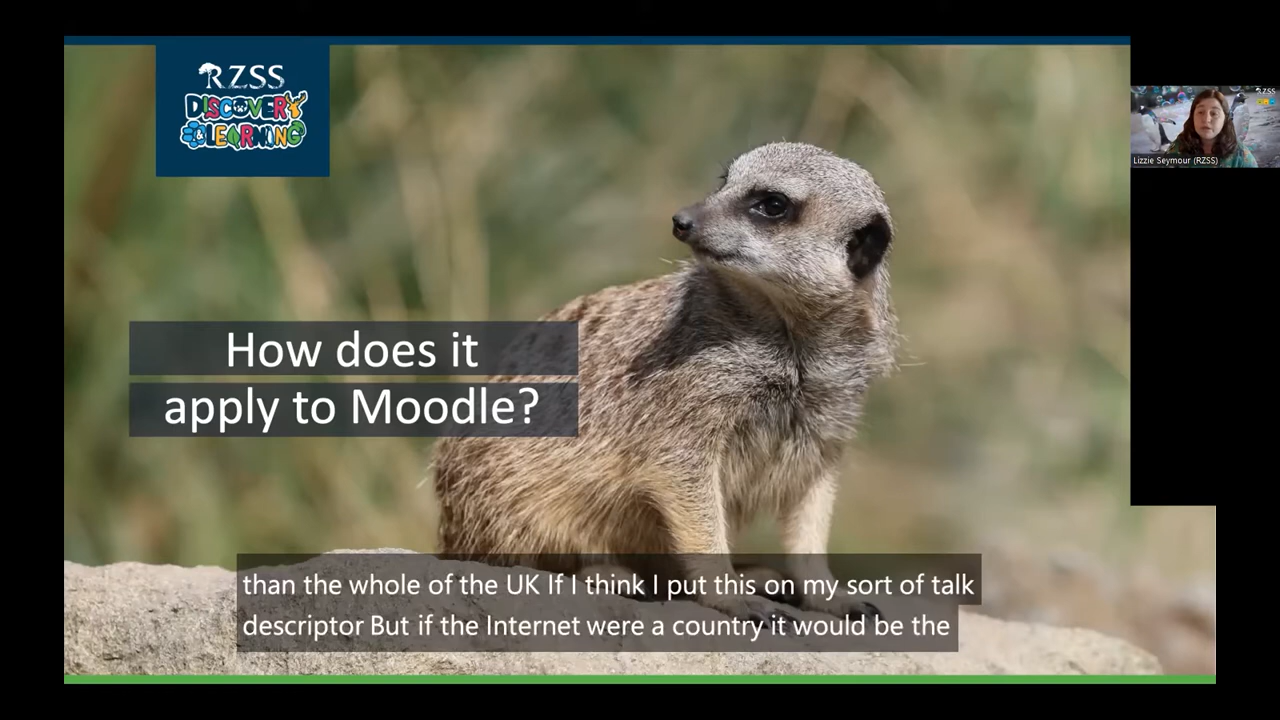 RZSS
DISCOVERY
& LEARNING
RZSS
Lizzie Seymour (RZSS)
How does it
apply to Moodle?
than the whole of the UK If I think I put this on my sort of talk
descriptor But if the Internet were a country it would be the